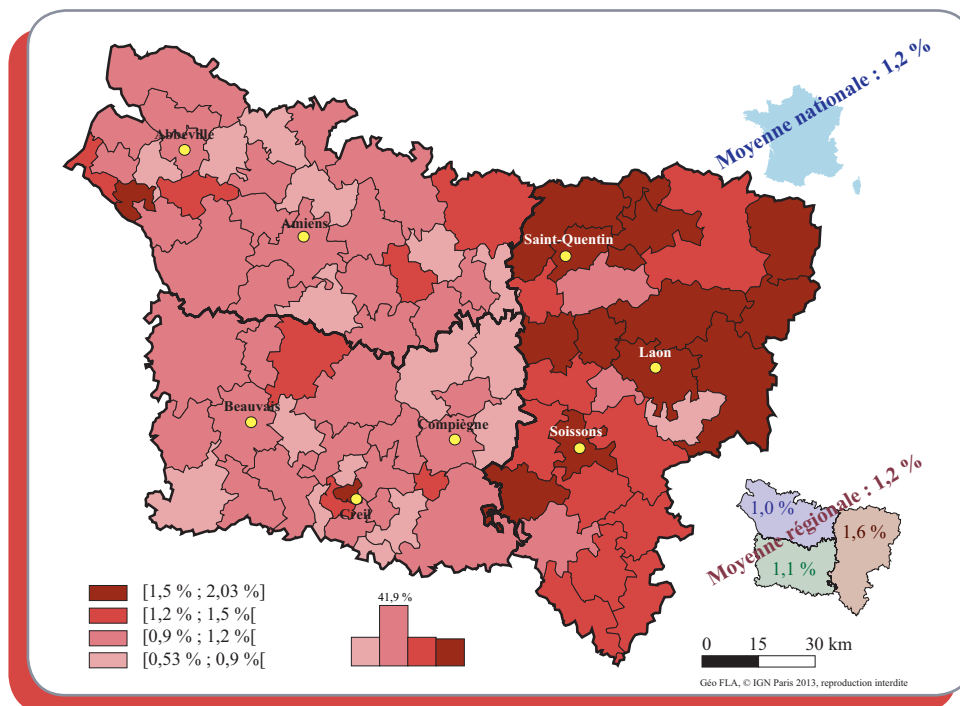 Moyenne nationale : 1,2 %
Abbeville
Amiens
Saint-Quentin
Laon
Beauvais
Compiègne
Soissons
Creil
Moyenne régionale : 1,2 %
1,0 %
1,6 %
1,1 %
[1,5 % ; 2,03 %]
[1,2 % ; 1,5 %[
[0,9 % ; 1,2 %[
[0,53 % ; 0,9 %[
41,9 %
0 15 30 km
Géo FLA, © IGN Paris 2013, reproduction interdite